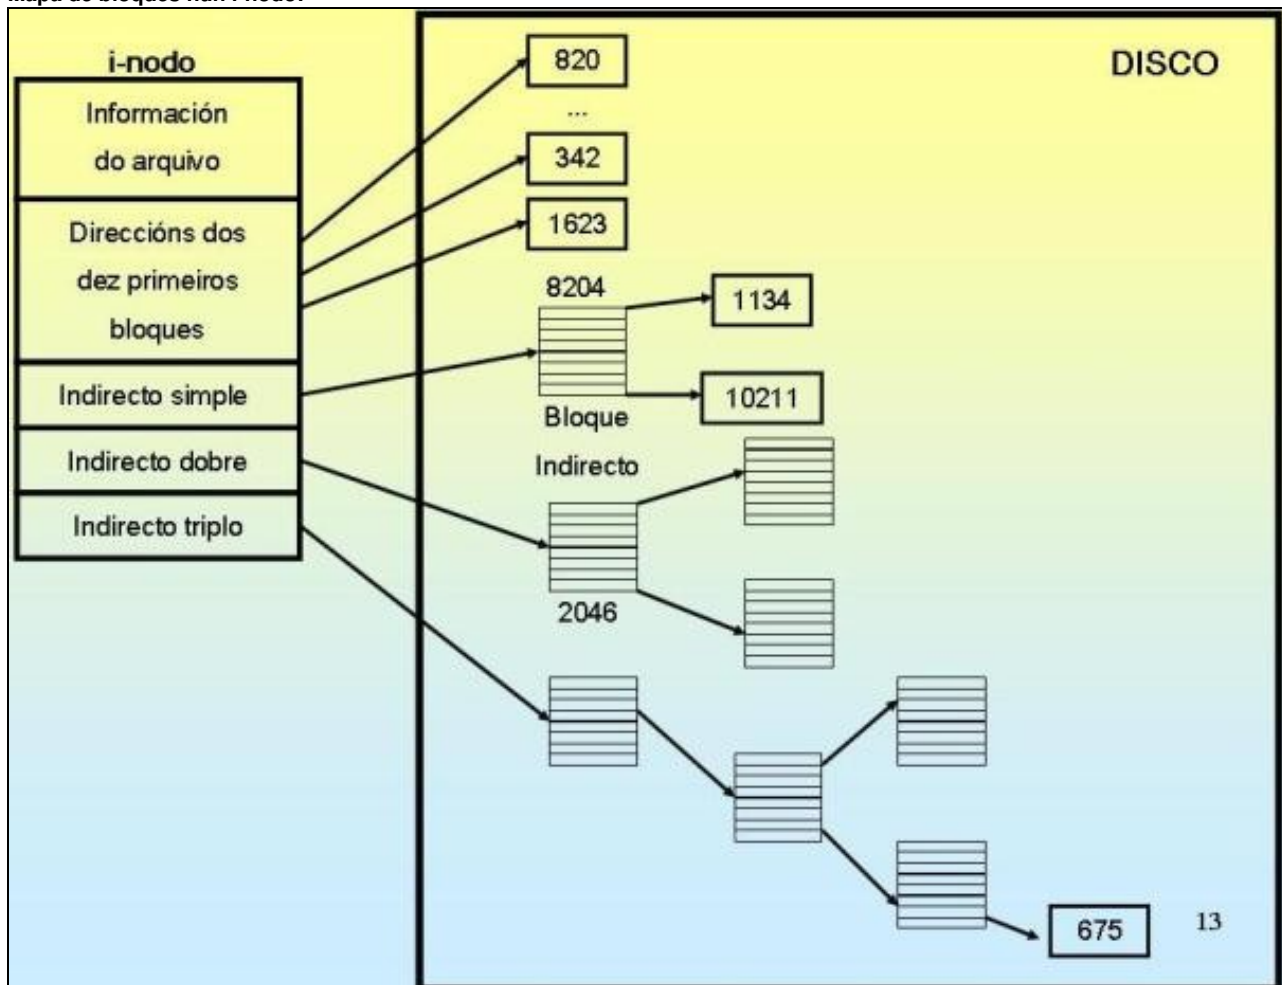 i-nodo
DISCO
Información
do arquivo
Direccións dos
dez primeiros
bloques
Indirecto simple
Indirecto dobre
Indirecto triplo
820
...
342
1623
8204
1134
10211
Bloque
Indirecto
2046
675
13